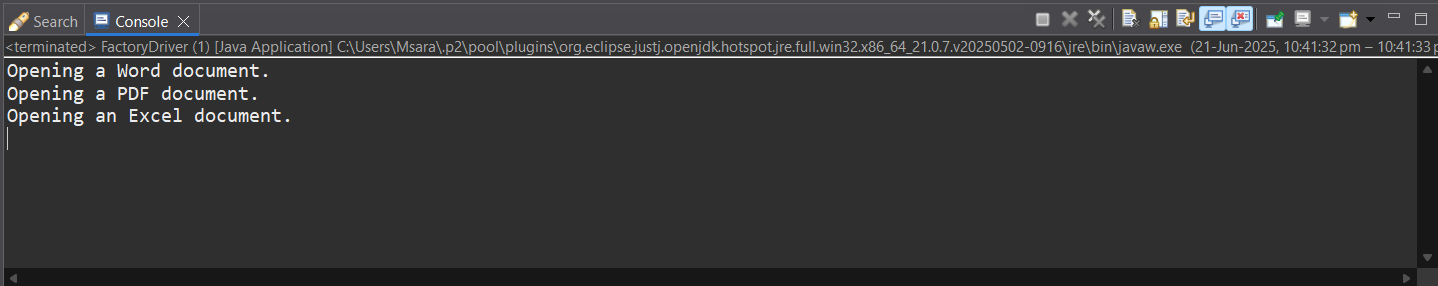 Search Console
<terminated> FactoryDriver (1) [Java Application] C:\Users\Msara\.p2\pool\plugins\org.eclipse.justj.openjdk.hotspot.jre.full.win32.x86_64_21.0.7.v20250502-0916\jre\bin\javaw.exe (21-Jun-2025, 10:41:32 pm – 10:41:33 p
Opening a Word document.
Opening a PDF document.
Opening an Excel document.